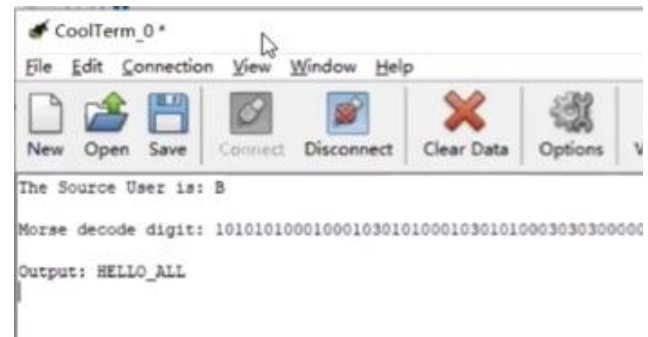 CoolTerm_0 *
File Edit Connection View Window Help
New Open Save Connect Disconnect Clear Data Options
The Source User is: B
Morse decode digit: 10101010001000103010100010301010003030300000
Output: HELLO_ALL